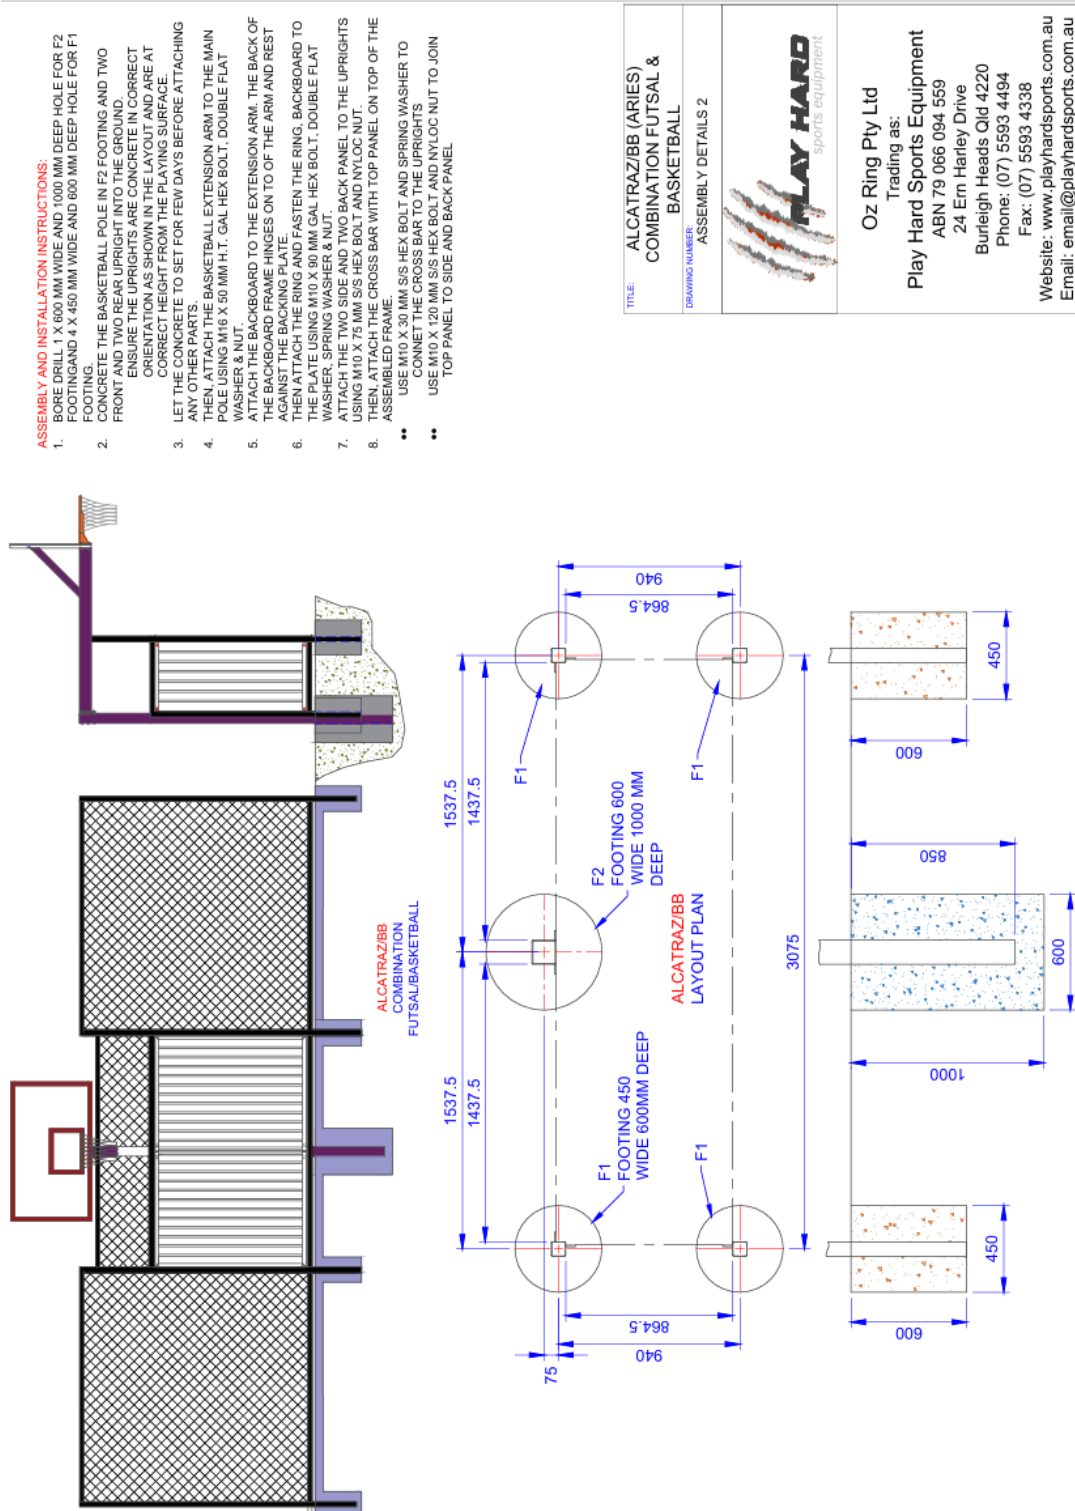 ASSEMBLY AND INSTALLATION INSTRUCTIONS:
1. BORE DRILL 1 X 600 MM WIDE AND 1000 MM DEEP HOLE FOR F2
FOOTINGAND 4 X 450 MM WIDE AND 600 MM DEEP HOLE FOR F1
FOOTING.
2. CONCRETE THE BASKETBALL POLE IN F2 FOOTING AND TWO
FRONT AND TWO REAR UPRIGHT INTO THE GROUND.
ENSURE THE UPRIGHTS ARE CONCRETE IN CORRECT
ORIENTATION AS SHOWN IN THE LAYOUT AND ARE AT
CORRECT HEIGHT FROM THE PLAYING SURFACE.
3. LET THE CONCRETE TO SET FOR FEW DAYS BEFORE ATTACHING
ANY OTHER PARTS.
4. THEN, ATTACH THE BASKETBALL EXTENSION ARM TO THE MAIN
POLE USING M16 X 50 MM H.T. GAL HEX BOLT, DOUBLE FLAT
WASHER & NUT.
5. ATTACH THE BACKBOARD TO THE EXTENSION ARM. THE BACK OF
THE BACKBOARD FRAME HINGES ON TO OF THE ARM AND REST
AGAINST THE BACKING PLATE.
6. THEN ATTACH THE RING AND FASTEN THE RING, BACKBOARD TO
THE PLATE USING M10 X 90 MM GAL HEX BOLT, DOUBLE FLAT
WASHER, SPRING WASHER & NUT.
7. ATTACH THE TWO SIDE AND TWO BACK PANEL TO THE UPRIGHTS
USING M10 X 75 MM S/S HEX BOLT AND NYLOC NUT.
8. THEN, ATTACH THE CROSS BAR WITH TOP PANEL ON TOP OF THE
ASSEMBLED FRAME.
•• USE M10 X 30 MM S/S HEX BOLT AND SPRING WASHER TO
CONNET THE CROSS BAR TO THE UPRIGHTS
•• USE M10 X 120 MM S/S HEX BOLT AND NYLOC NUT TO JOIN
TOP PANEL TO SIDE AND BACK PANEL
ALCATRAZ/BB
COMBINATION
FUTSAL/BASKETBALL
1537.5
1537.5
1437.5
1437.5
F1
FOOTING 450
WIDE 600MM DEEP
F2
FOOTING 600
WIDE 1000 MM
DEEP
F1
F1
F1
ALCATRAZ/BB
LAYOUT PLAN
3075
75
940
864.5
864.5
940
600
450
1000
600
850
600
450
TITLE:
ALCATRAZ/BB (ARIES)
COMBINATION FUTSAL &
BASKETBALL
DRAWING NUMBER:
ASSEMBLY DETAILS 2
PLAY HARD
sports equipment
Oz Ring Pty Ltd
Trading as:
Play Hard Sports Equipment
ABN 79 066 094 559
24 Ern Harley Drive
Burleigh Heads Qld 4220
Phone: (07) 5593 4494
Fax: (07) 5593 4338
Website: www.playhardsports.com.au
Email: email@playhardsports.com.au